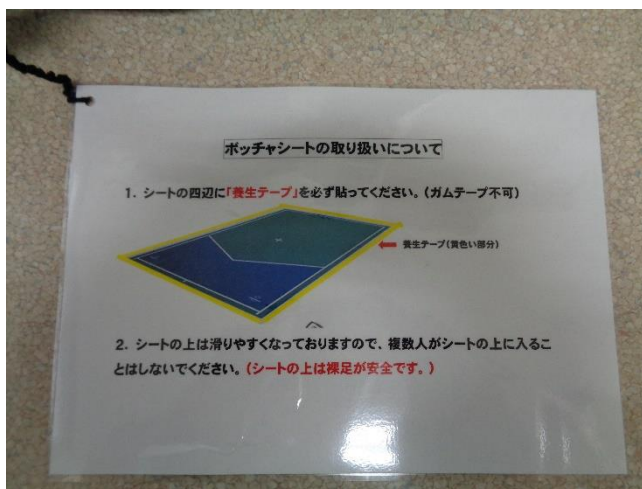 ボッチャシートの取り扱いについて
1. シートの四辺に「養生テープ」を必ず貼ってください。(ガムテープ不可)
養生テープ(黄色い部分)
2. シートの上は滑りやすくなっておりますので、複数人がシートの上に入るこ
とはしないでください。(シートの上は裸足が安全です。)